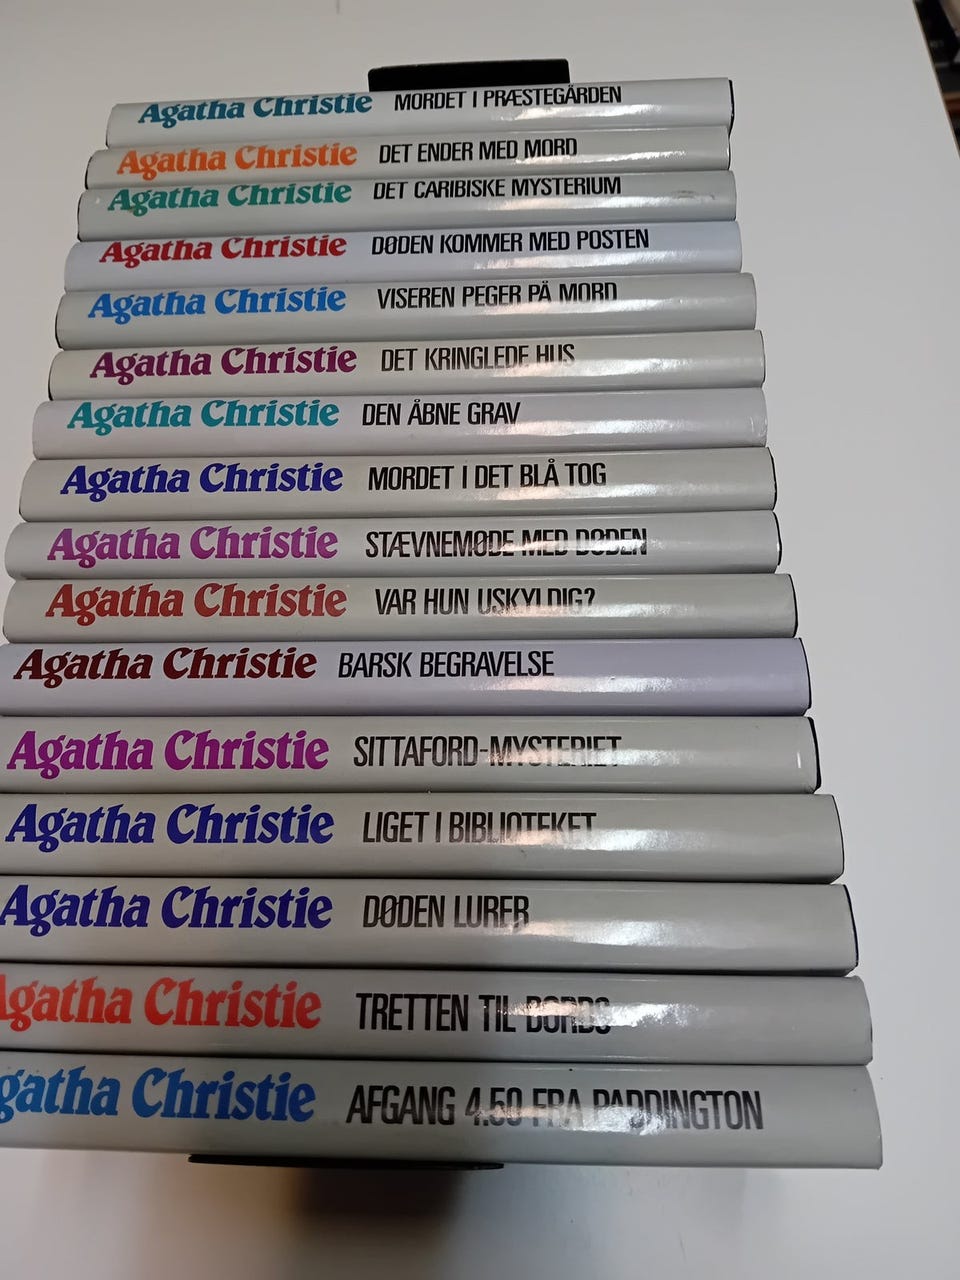 Agatha Christie MORDET I PRÆSTEGÅRDEN
Agatha Christie DET ENDER MED MORD
Agatha Christie DET CARIBISKE MYSTERIUM
Agatha Christie DØDEN KOMMER MED POSTEN
Agatha Christie VISEREN PEGER PÅ MORD
Agatha Christie DET KRINGLEDE HUS
Agatha Christie DEN ÅBNE GRAV
Agatha Christie MORDET I DET BLÅ TOG
Agatha Christie STÆVNEMØDE MED DØDEN
Agatha Christie VAR HUN USKYLDIG?
Agatha Christie BARSK BEGRAVELSE
Agatha Christie SITTAFORD-MYSTERIET
Agatha Christie LIGET I BIBLIOTEKET
Agatha Christie DØDEN LURER
Agatha Christie TRETTEN TIL BORDS
gatha Christie AFGANG 4.50 FRA PADDINGTON